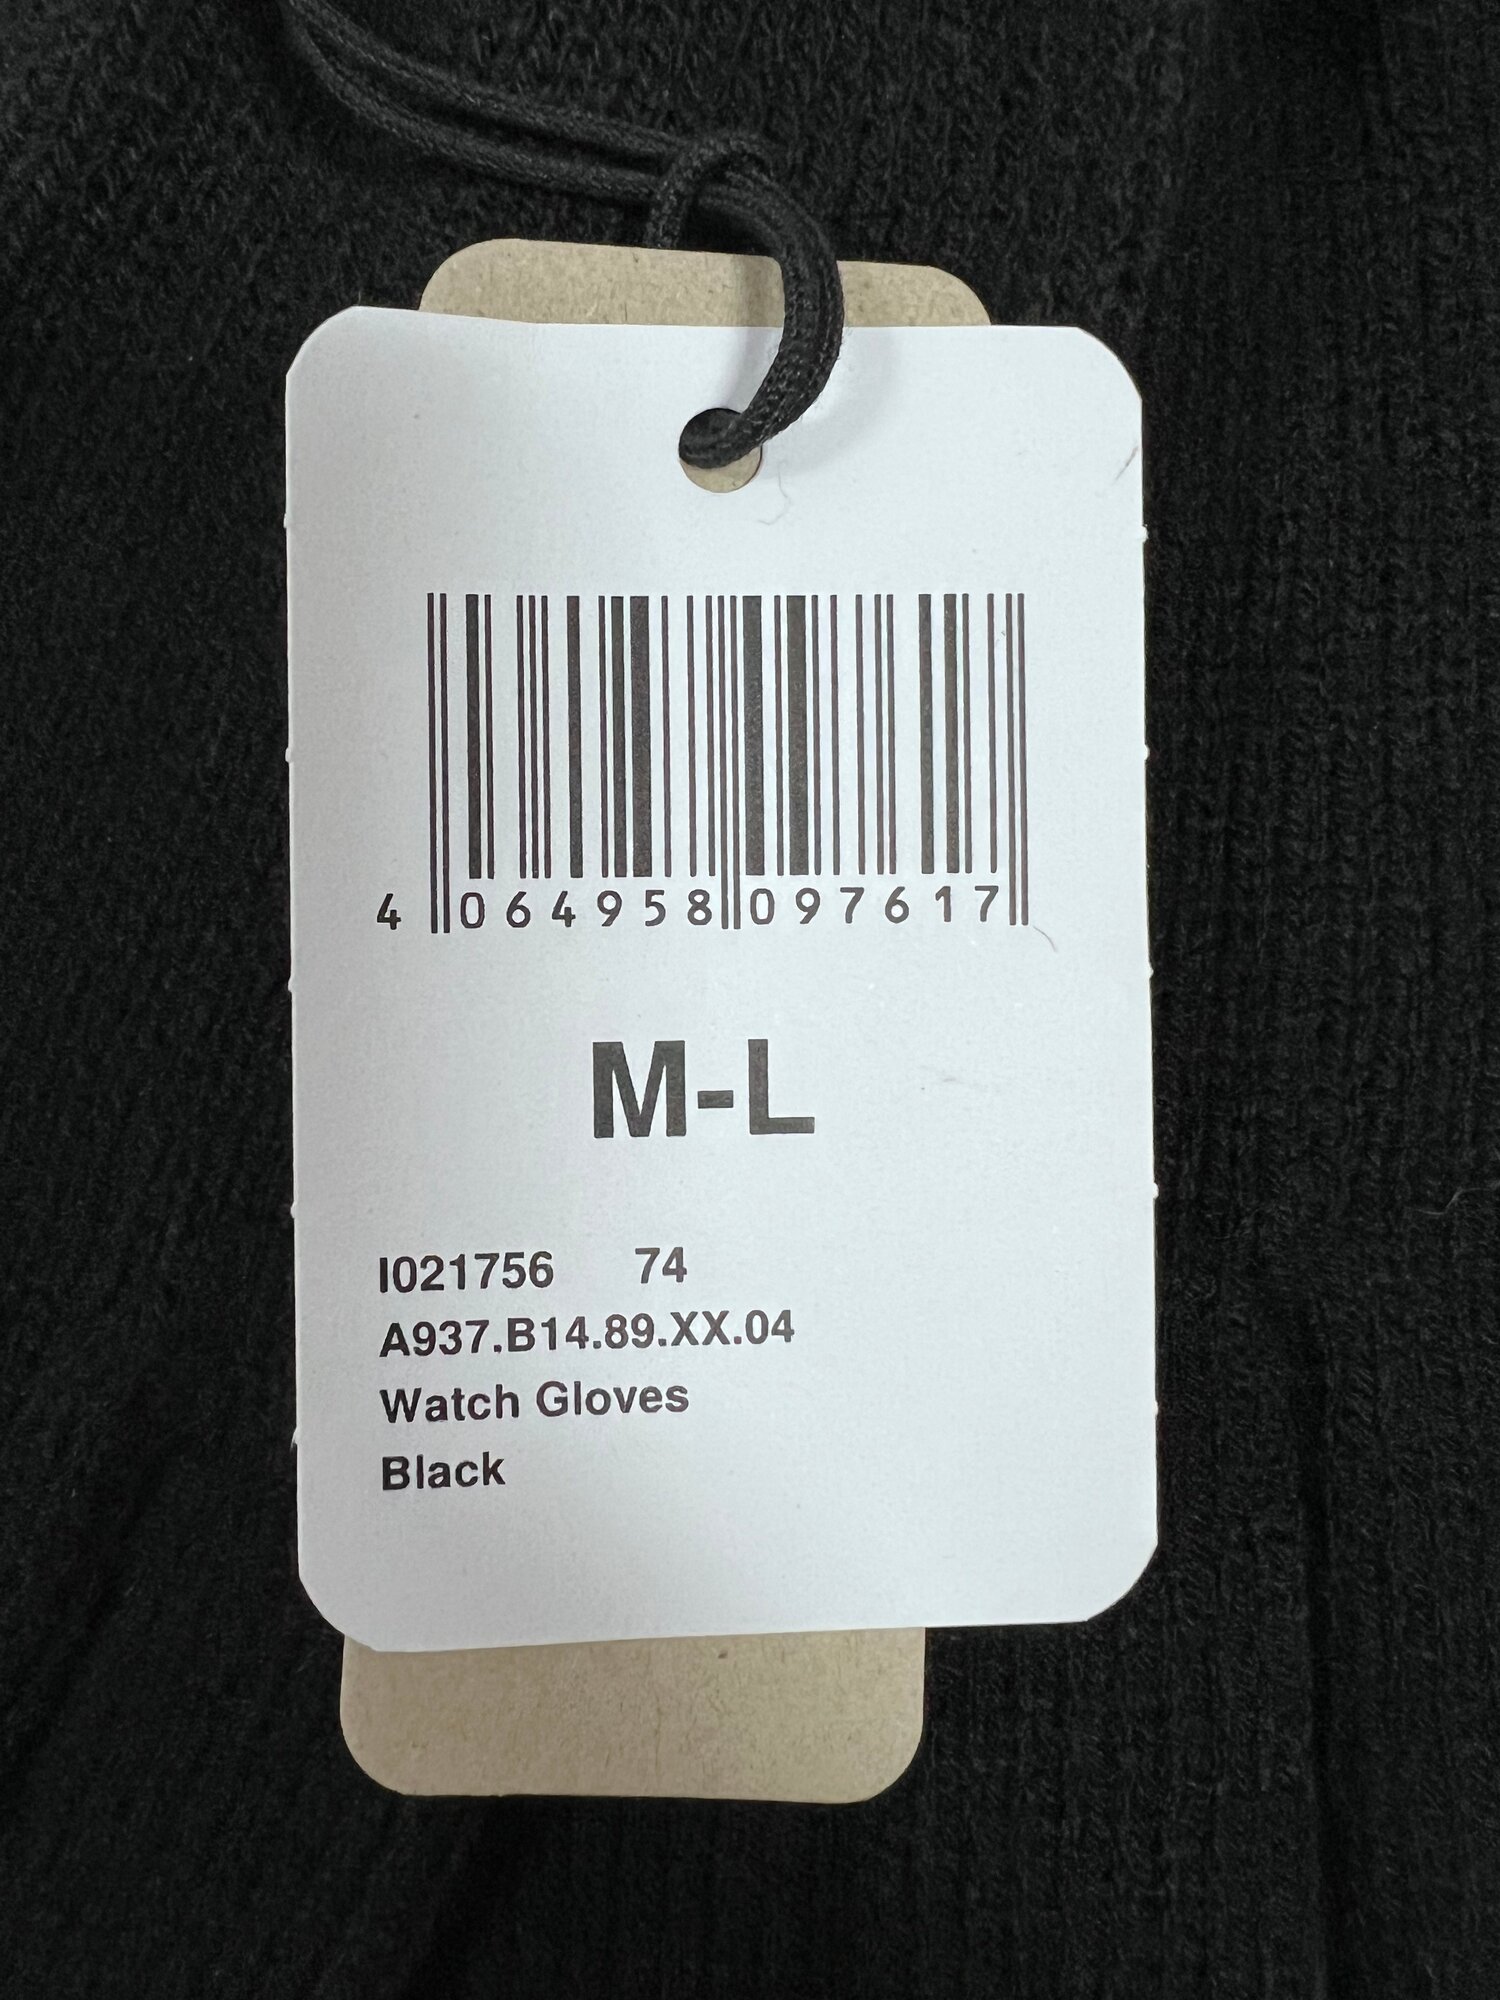 4 064958 097617
M-L
I021756 74
A937.B14.89.XX.04
Watch Gloves
Black